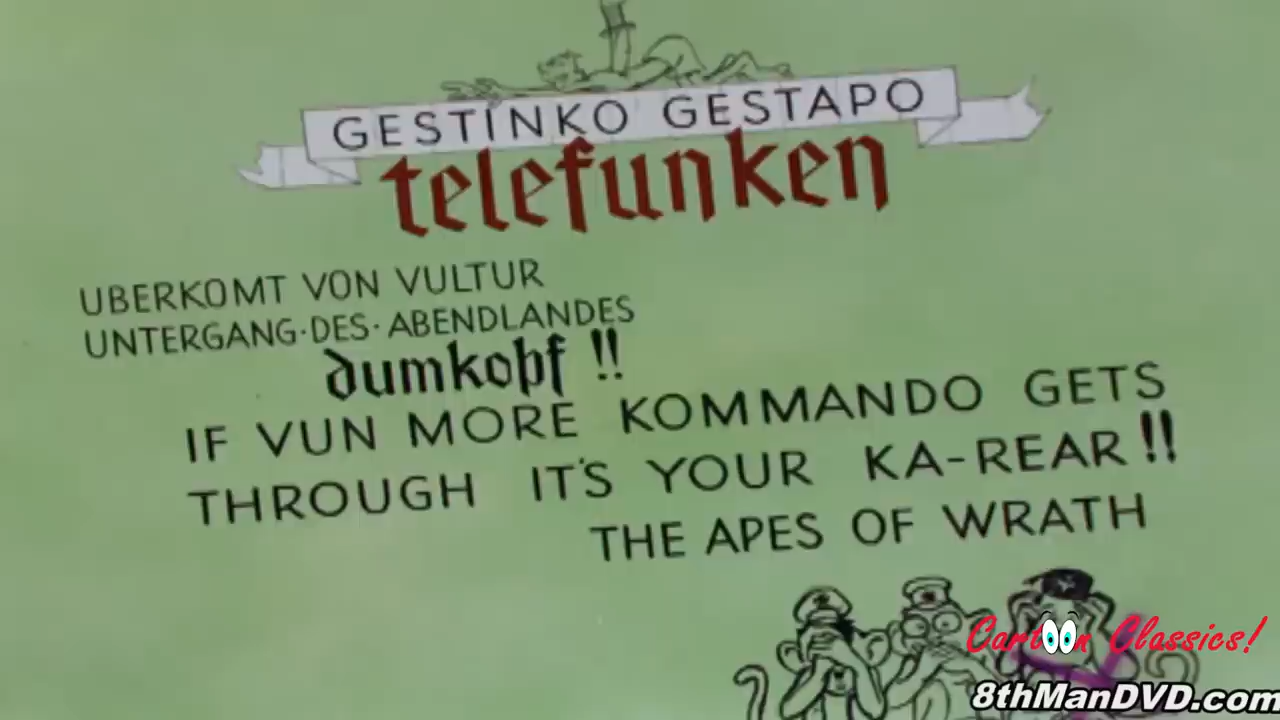 GESTINKO GESTAPO
telefunken
UBERKOMT VON VULTUR
UNTERGANG·DES·ABENDLANDES
dumkopf !!
IF VUN MORE KOMMANDO GETS
THROUGH IT'S YOUR KA-REAR !!
THE APES OF WRATH
Cartoon Classics!
8thManDVD.com